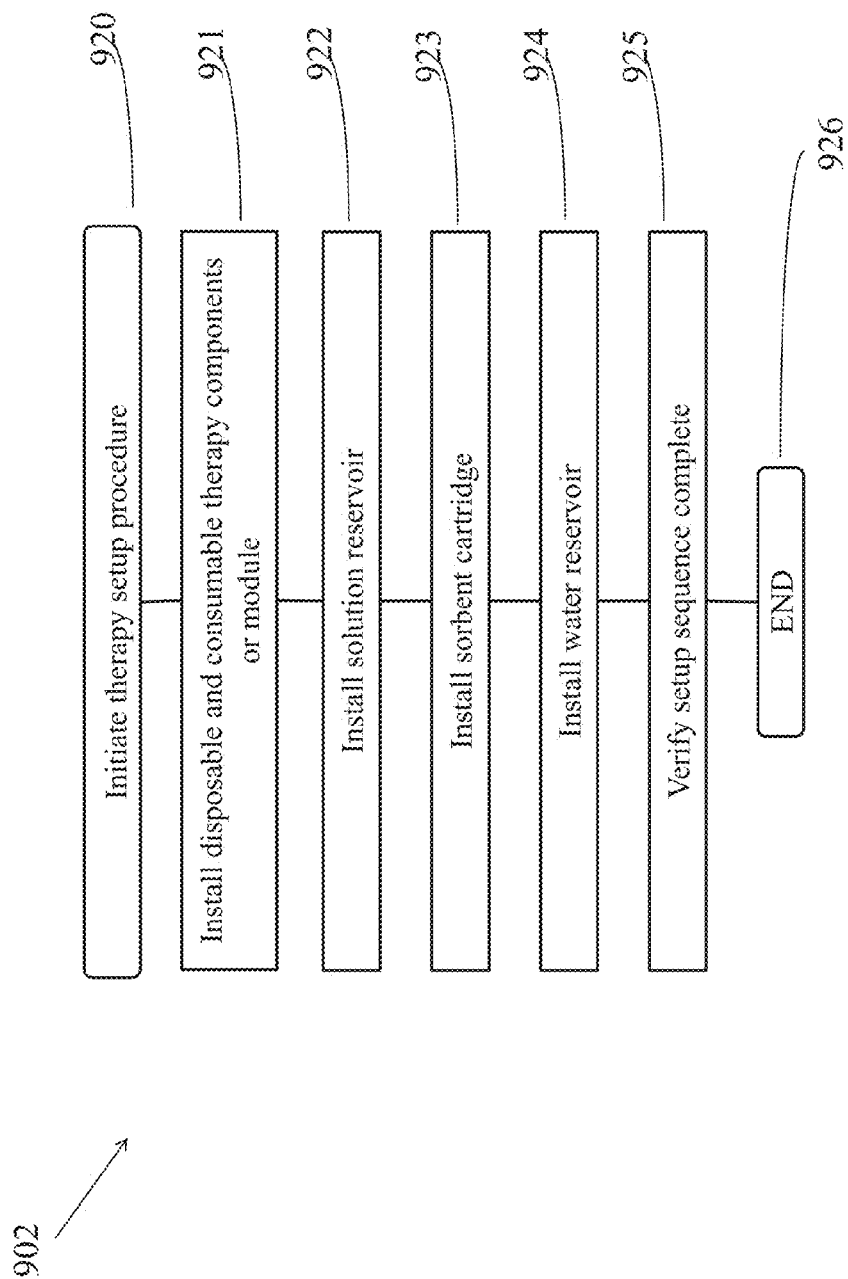 902
Initiate therapy setup procedure
920
Install disposable and consumable therapy components
or module
921
Install solution reservoir
922
Install sorbent cartridge
923
Install water reservoir
924
Verify setup sequence complete
925
END
926